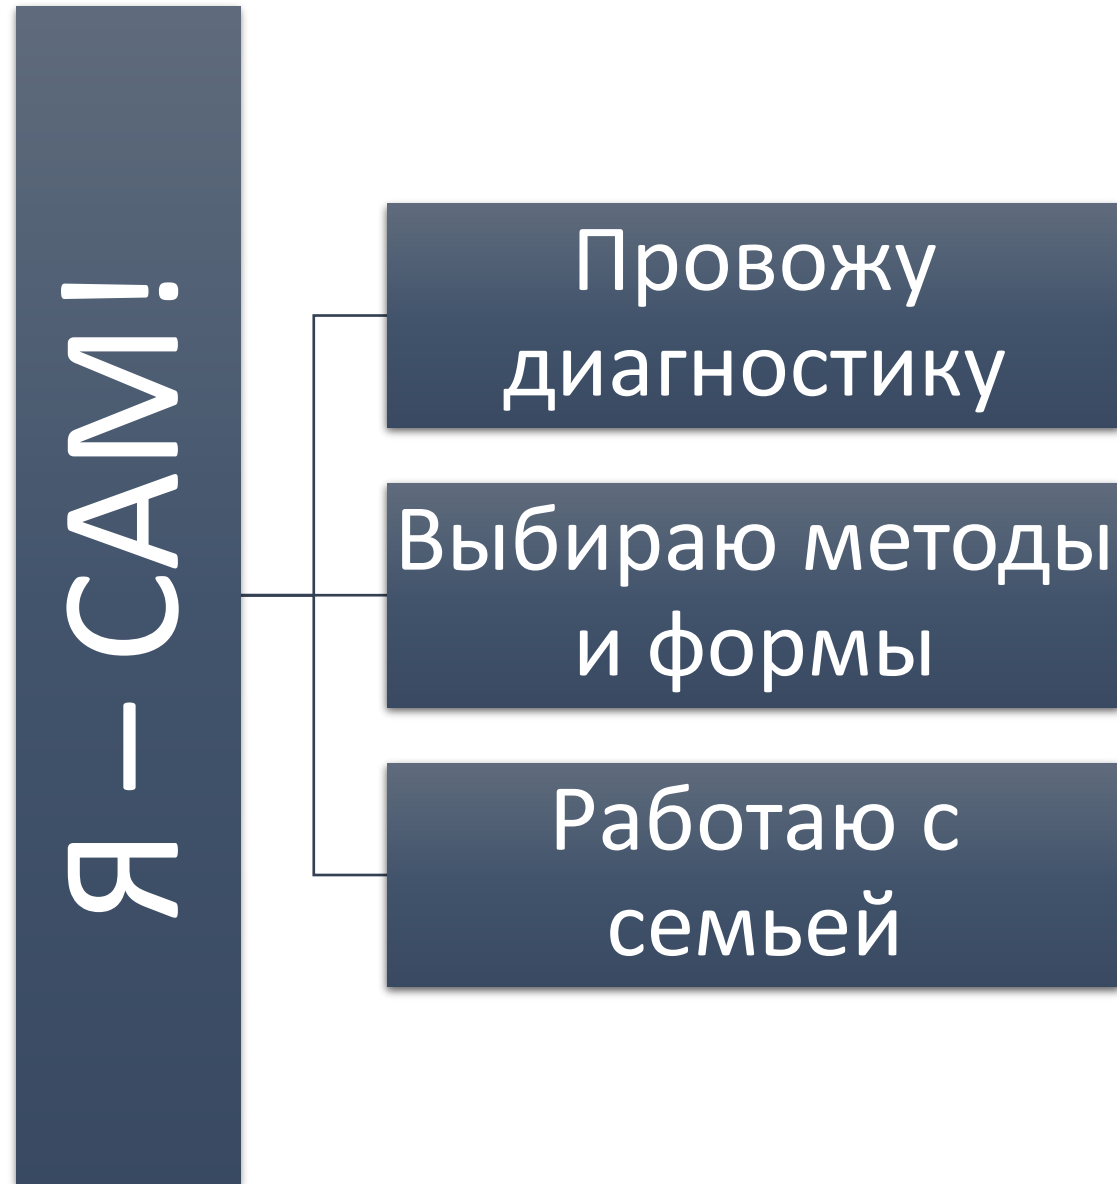 Я – САМ!
Провожу
диагностику
Выбираю методы
и формы
Работаю с
семьей